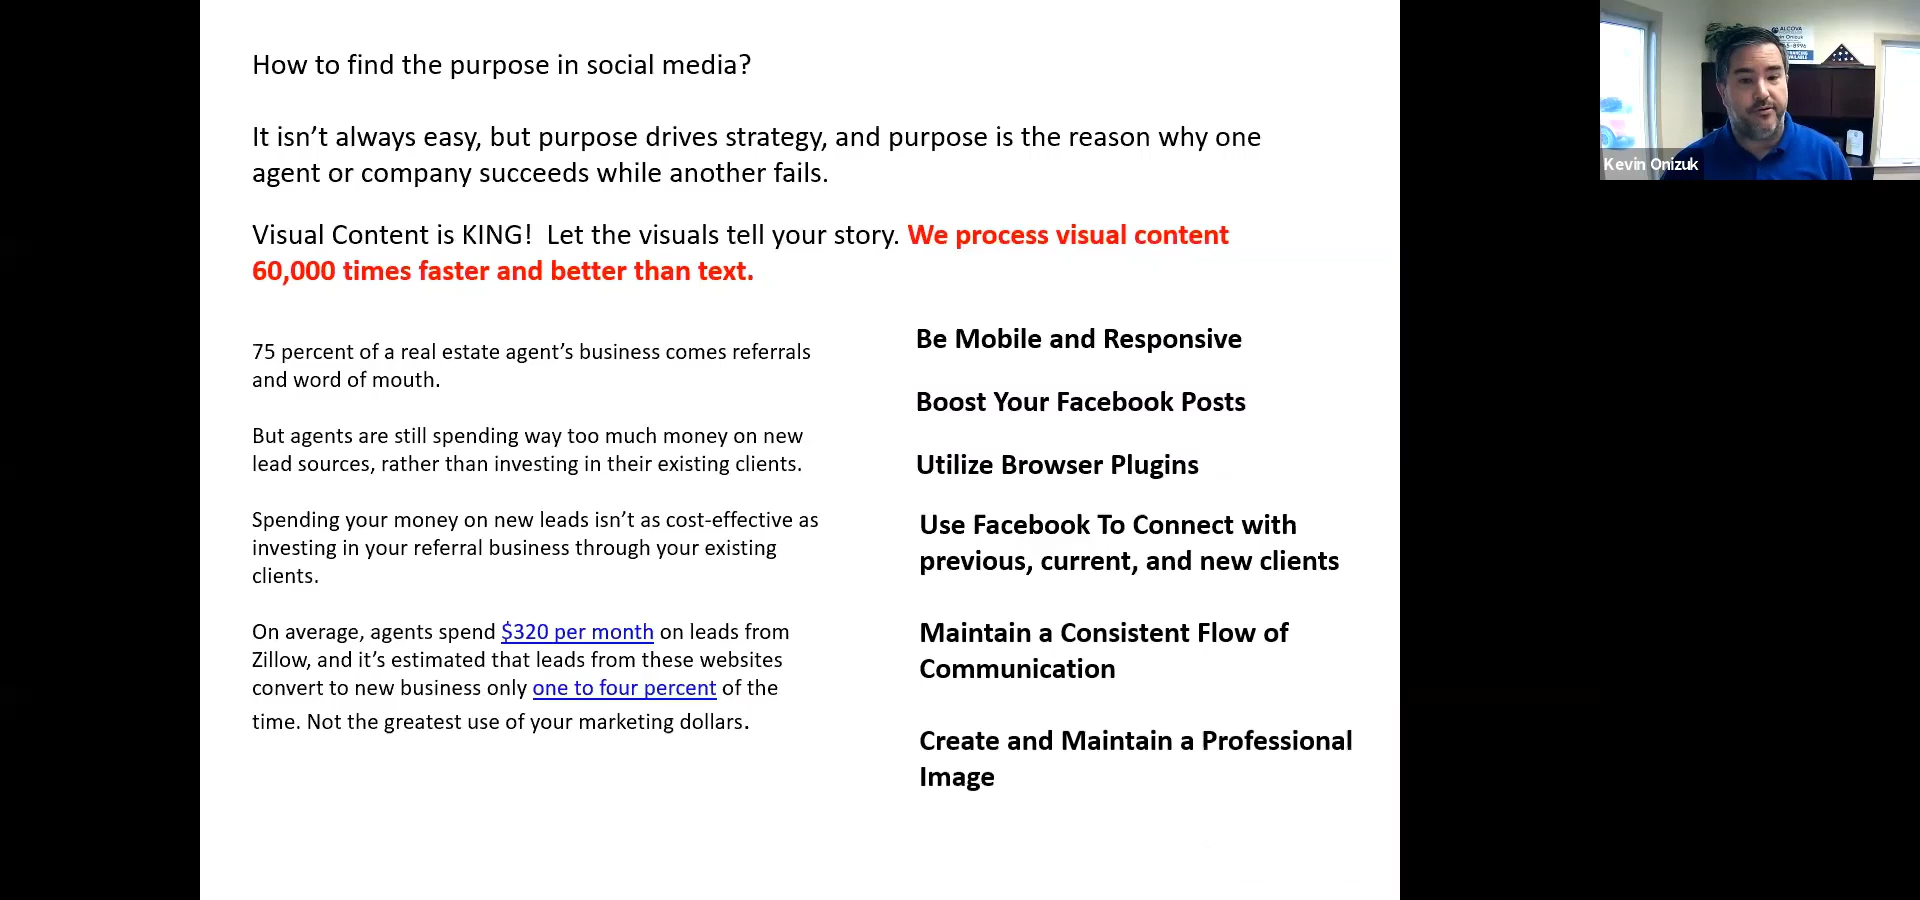 How to find the purpose in social media?
It isn’t always easy, but purpose drives strategy, and purpose is the reason why one
agent or company succeeds while another fails.
Visual Content is KING!  Let the visuals tell your story. We process visual content
60,000 times faster and better than text.
75 percent of a real estate agent’s business comes referrals
and word of mouth.
But agents are still spending way too much money on new
lead sources, rather than investing in their existing clients.
Spending your money on new leads isn’t as cost-effective as
investing in your referral business through your existing
clients.
On average, agents spend $320 per month on leads from
Zillow, and it’s estimated that leads from these websites
convert to new business only one to four percent of the
time. Not the greatest use of your marketing dollars.
Be Mobile and Responsive
Boost Your Facebook Posts
Utilize Browser Plugins
Use Facebook To Connect with
previous, current, and new clients
Maintain a Consistent Flow of
Communication
Create and Maintain a Professional
Image
ALCOVA
Kevin Onizuk